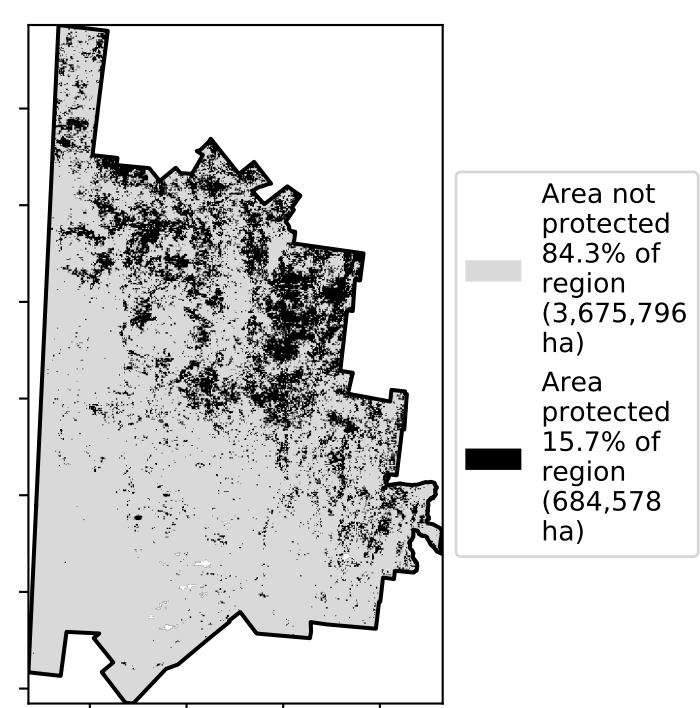 Area not
protected
84.3% of
region
(3,675,796
ha)
Area
protected
15.7% of
region
(684,578
ha)